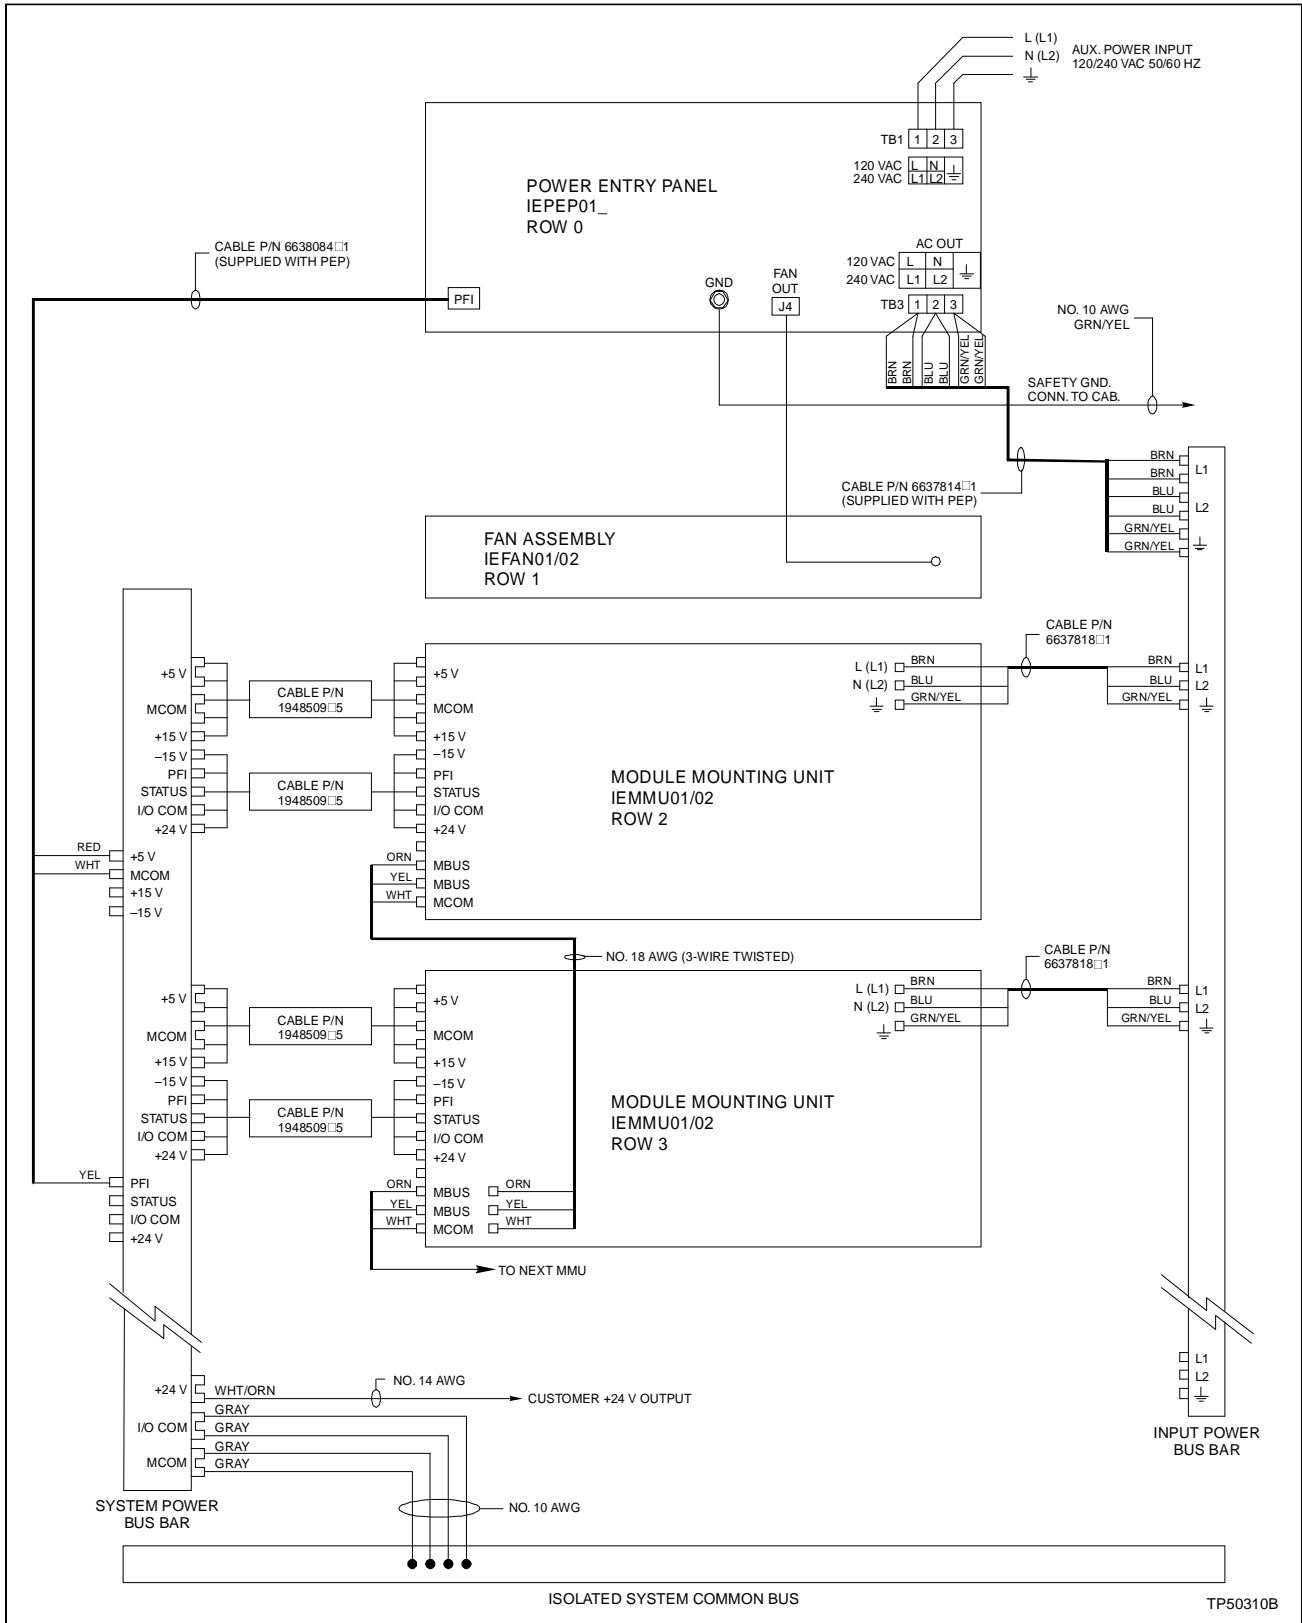 L (L1)
N (L2)
AUX. POWER INPUT
120/240 VAC 50/60 HZ
TB1 1 2 3
120 VAC L N
240 VAC L1 L2
POWER ENTRY PANEL
IEPEP01_
ROW 0
CABLE P/N 6638084□1
(SUPPLIED WITH PEP)
PFI
GND
FAN
OUT
J4
AC OUT
120 VAC L N
240 VAC L1 L2
TB3 1 2 3
BRN
BRN
BLU
BLU
GRN/YEL
GRN/YEL
NO. 10 AWG
GRN/YEL
SAFETY GND.
CONN. TO CAB.
CABLE P/N 6637814□1
(SUPPLIED WITH PEP)
BRN
BRN
L1
BLU
BLU
L2
GRN/YEL
GRN/YEL
FAN ASSEMBLY
IEFAN01/02
ROW 1
+5 V
MCOM
+15 V
–15 V
PFI
STATUS
I/O COM
+24 V
CABLE P/N
1948509□5
CABLE P/N
1948509□5
+5 V
MCOM
+15 V
–15 V
PFI
STATUS
I/O COM
+24 V
ORN MBUS
YEL MBUS
WHT MCOM
MODULE MOUNTING UNIT
IEMMU01/02
ROW 2
L (L1) BRN
N (L2) BLU
GRN/YEL
CABLE P/N
6637818□1
BRN L1
BLU L2
GRN/YEL
RED +5 V
WHT MCOM
+15 V
–15 V
NO. 18 AWG (3-WIRE TWISTED)
+5 V
MCOM
+15 V
–15 V
PFI
STATUS
I/O COM
+24 V
CABLE P/N
1948509□5
CABLE P/N
1948509□5
+5 V
MCOM
+15 V
–15 V
PFI
STATUS
I/O COM
+24 V
ORN MBUS ORN
YEL MBUS YEL
WHT MCOM WHT
MODULE MOUNTING UNIT
IEMMU01/02
ROW 3
L (L1) BRN
N (L2) BLU
GRN/YEL
CABLE P/N
6637818□1
BRN L1
BLU L2
GRN/YEL
YEL PFI
STATUS
I/O COM
+24 V
TO NEXT MMU
L1
L2
INPUT POWER
BUS BAR
+24 V WHT/ORN
NO. 14 AWG
CUSTOMER +24 V OUTPUT
GRAY
I/O COM GRAY
GRAY
MCOM GRAY
SYSTEM POWER
BUS BAR
NO. 10 AWG
ISOLATED SYSTEM COMMON BUS
TP50310B